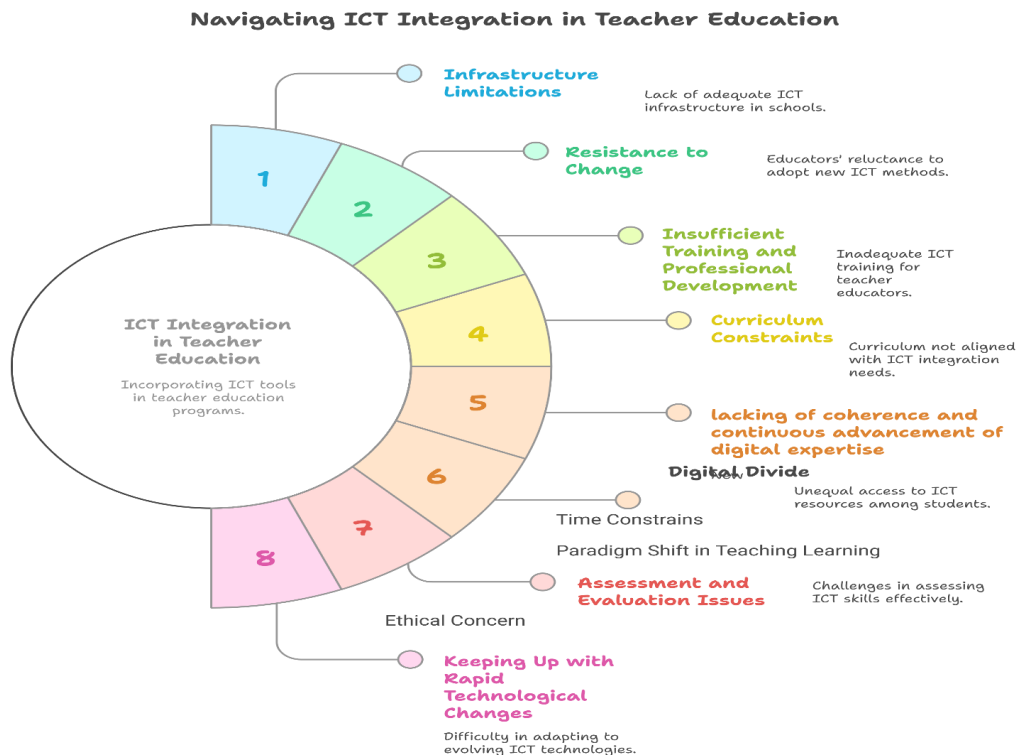 Navigating ICT Integration in Teacher Education
Infrastructure
Limitations
Lack of adequate ICT
infrastructure in schools.
1
Resistance to
Change
Educators' reluctance to
adopt new ICT methods.
2
Insufficient
Training and
Professional
Development
Inadequate ICT
training for
teacher
educators.
3
Curriculum
Constraints
Curriculum not aligned
with ICT integration
needs.
4
ICT Integration
in Teacher
Education
Incorporating ICT tools
in teacher education
programs.
5
lacking of coherence and
continuous advancement of
digital expertise
New
Digital Divide
Unequal access to ICT
resources among students.
6
Time Constrains
Paradigm Shift in Teaching Learning
7
Assessment and
Evaluation Issues
Challenges in assessing
ICT skills effectively.
Ethical Concern
8
Keeping Up with
Rapid
Technological
Changes
Difficulty in adapting to
evolving ICT technologies.